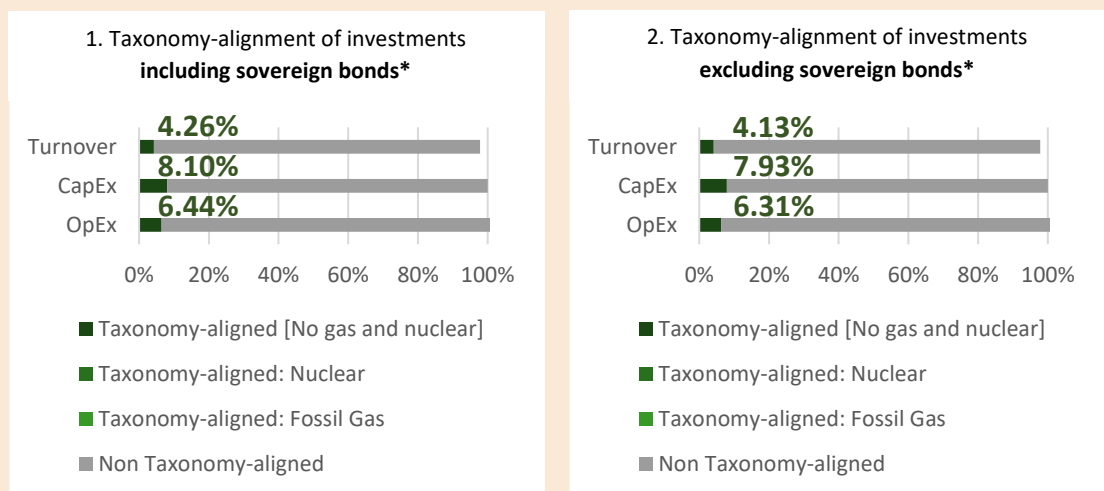 1. Taxonomy-alignment of investments
including sovereign bonds*
4.26%
Turnover
8.10%
CapEx
6.44%
OpEx
0% 20% 40% 60% 80% 100%
Taxonomy-aligned [No gas and nuclear]
Taxonomy-aligned: Nuclear
Taxonomy-aligned: Fossil Gas
Non Taxonomy-aligned
2. Taxonomy-alignment of investments
excluding sovereign bonds*
4.13%
Turnover
7.93%
CapEx
6.31%
OpEx
0% 20% 40% 60% 80% 100%
Taxonomy-aligned [No gas and nuclear]
Taxonomy-aligned: Nuclear
Taxonomy-aligned: Fossil Gas
Non Taxonomy-aligned